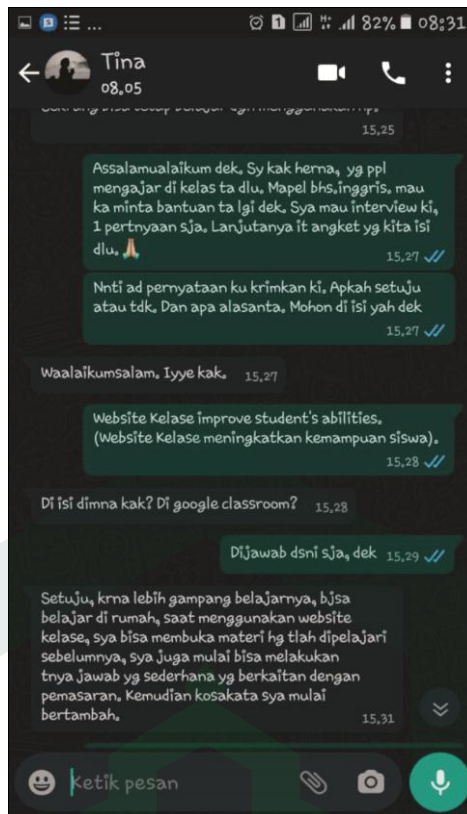 82% 08:31
Tina
08.05
15.25
Assalamualaikum dek. Sy kak herna, yg ppl
mengajar di kelas ta dlu. Mapel bhs.inggris. mau
ka minta bantuan ta lgi dek. Sya mau interview ki,
1 pertnyaan sja. Lanjutanya it angket yg kita isi
dlu. 🙏
15.27
Nnti ad pernyataan ku krimkan ki. Apkah setuju
atau tdk. Dan apa alasanta. Mohon di isi yah dek
15.27
Waalaikumsalam. Iyye kak. 15.27
Website Kelase improve student's abilities.
(Website Kelase meningkatkan kemampuan siswa).
15.28
Di isi dimna kak? Di google classroom? 15.28
Dijawab dsni sja, dek 15.29
Setuju, krna lebih gampang belajarnya, bjsa
belajar di rumah, saat menggunakan website
kelase, sya bisa membuka materi hg tlah dipelajari
sebelumnya, sya juga mulai bisa melakukan
tnya jawab yg sederhana yg berkaitan dengan
pemasaran. Kemudian kosakata sya mulai
bertambah.
15.31
Ketik pesan